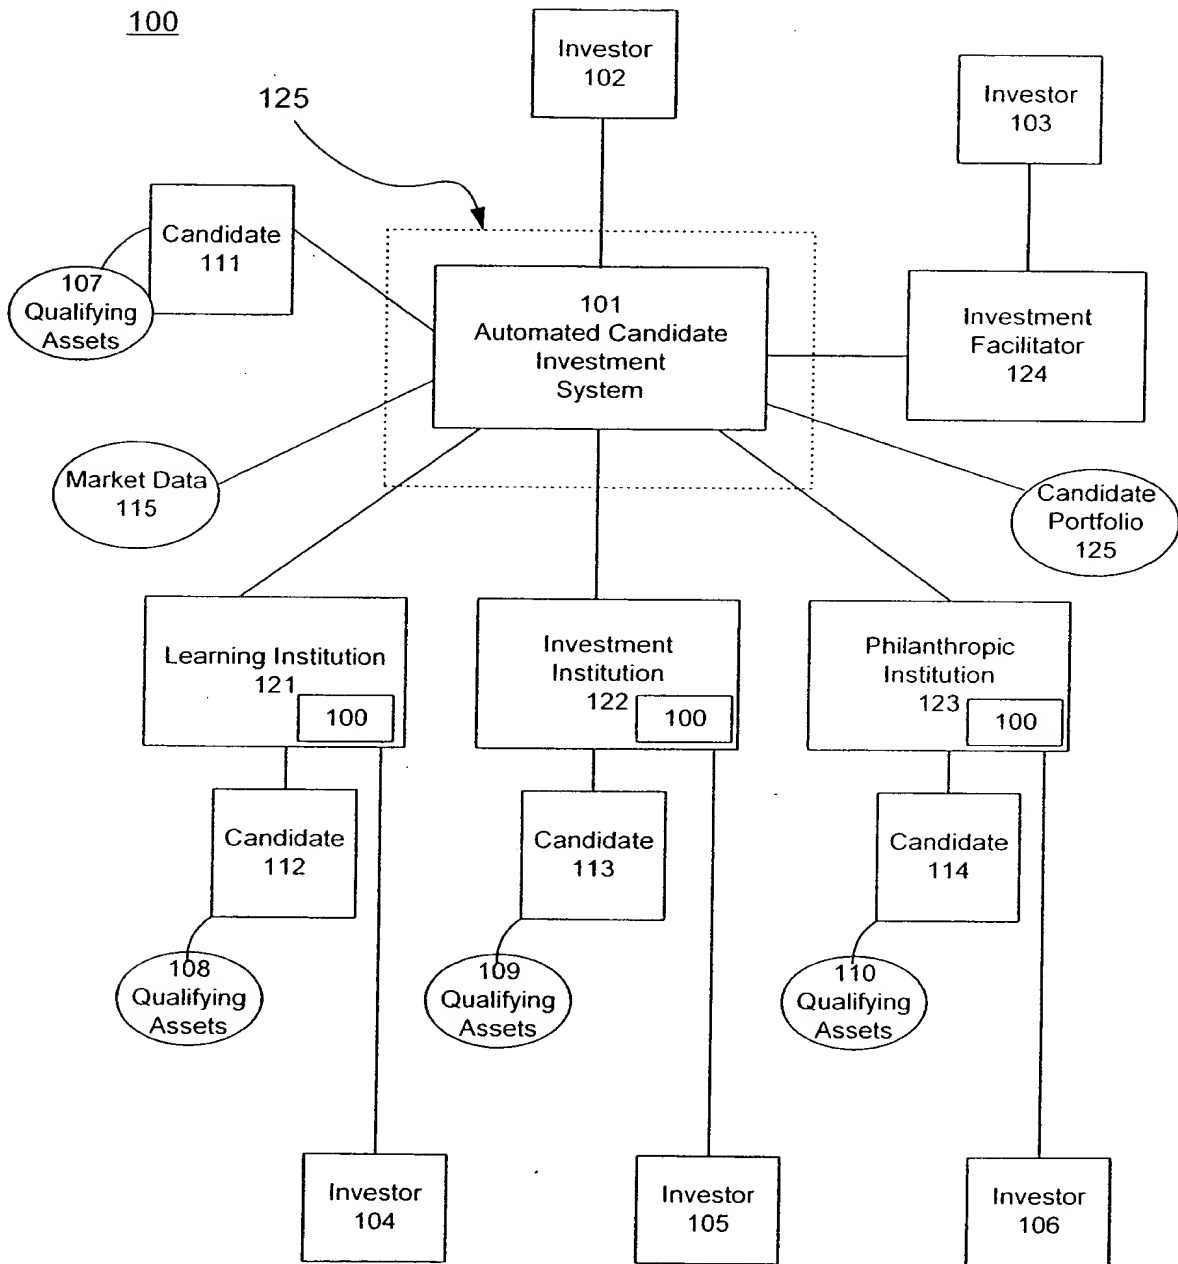 100
Investor
102
Investor
103
125
Candidate
111
107
Qualifying
Assets
101
Automated Candidate
Investment
System
Investment
Facilitator
124
Market Data
115
Candidate
Portfolio
125
Learning Institution
121
100
Investment
Institution
122
100
Philanthropic
Institution
123
100
Candidate
112
Candidate
113
Candidate
114
108
Qualifying
Assets
109
Qualifying
Assets
110
Qualifying
Assets
Investor
104
Investor
105
Investor
106